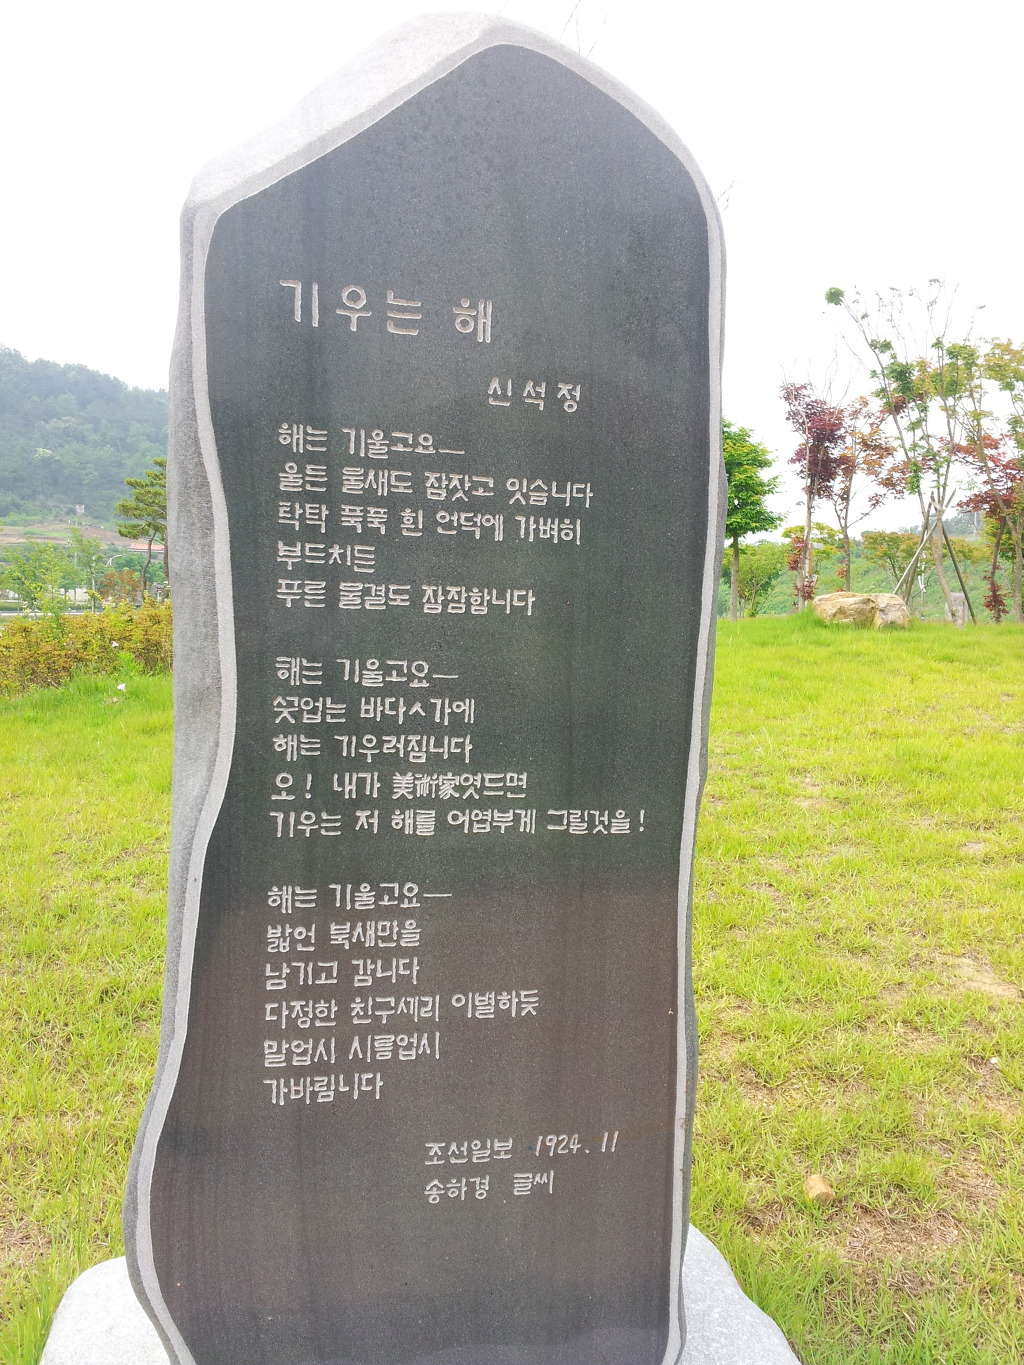 기우는 해
신석정
해는 기울고요—
울든 물새도 잠잣고 잇슙니다
탁탁 푹푹 흰 언덕에 가벼히
부드치든
푸른 물결도 잠잠합니다
해는 기울고요—
끗업는 바다ㅅ가에
해는 기우러짐니다
오! 내가 美術家엿드면
기우는 저 해를 어엽부게 그릴것을!
해는 기울고요—
밝언 북새만을
남기고 감니다
다정한 친구세리 이별하듯
말업시 시름업시
가바림니다
조선일보 1924. 11
송하경 글씨